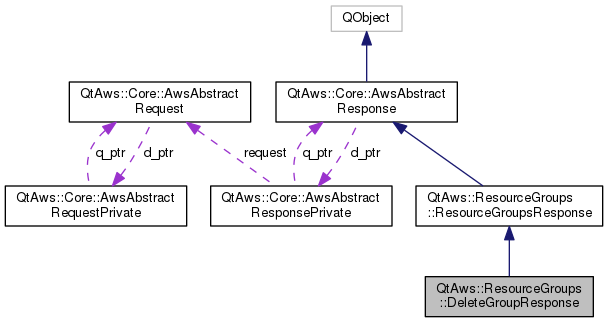 QObject
QtAws::Core::AwsAbstract
Request
QtAws::Core::AwsAbstract
Response
q_ptr
d_ptr
request
q_ptr
d_ptr
QtAws::Core::AwsAbstract
RequestPrivate
QtAws::Core::AwsAbstract
ResponsePrivate
QtAws::ResourceGroups
::ResourceGroupsResponse
QtAws::ResourceGroups
::DeleteGroupResponse